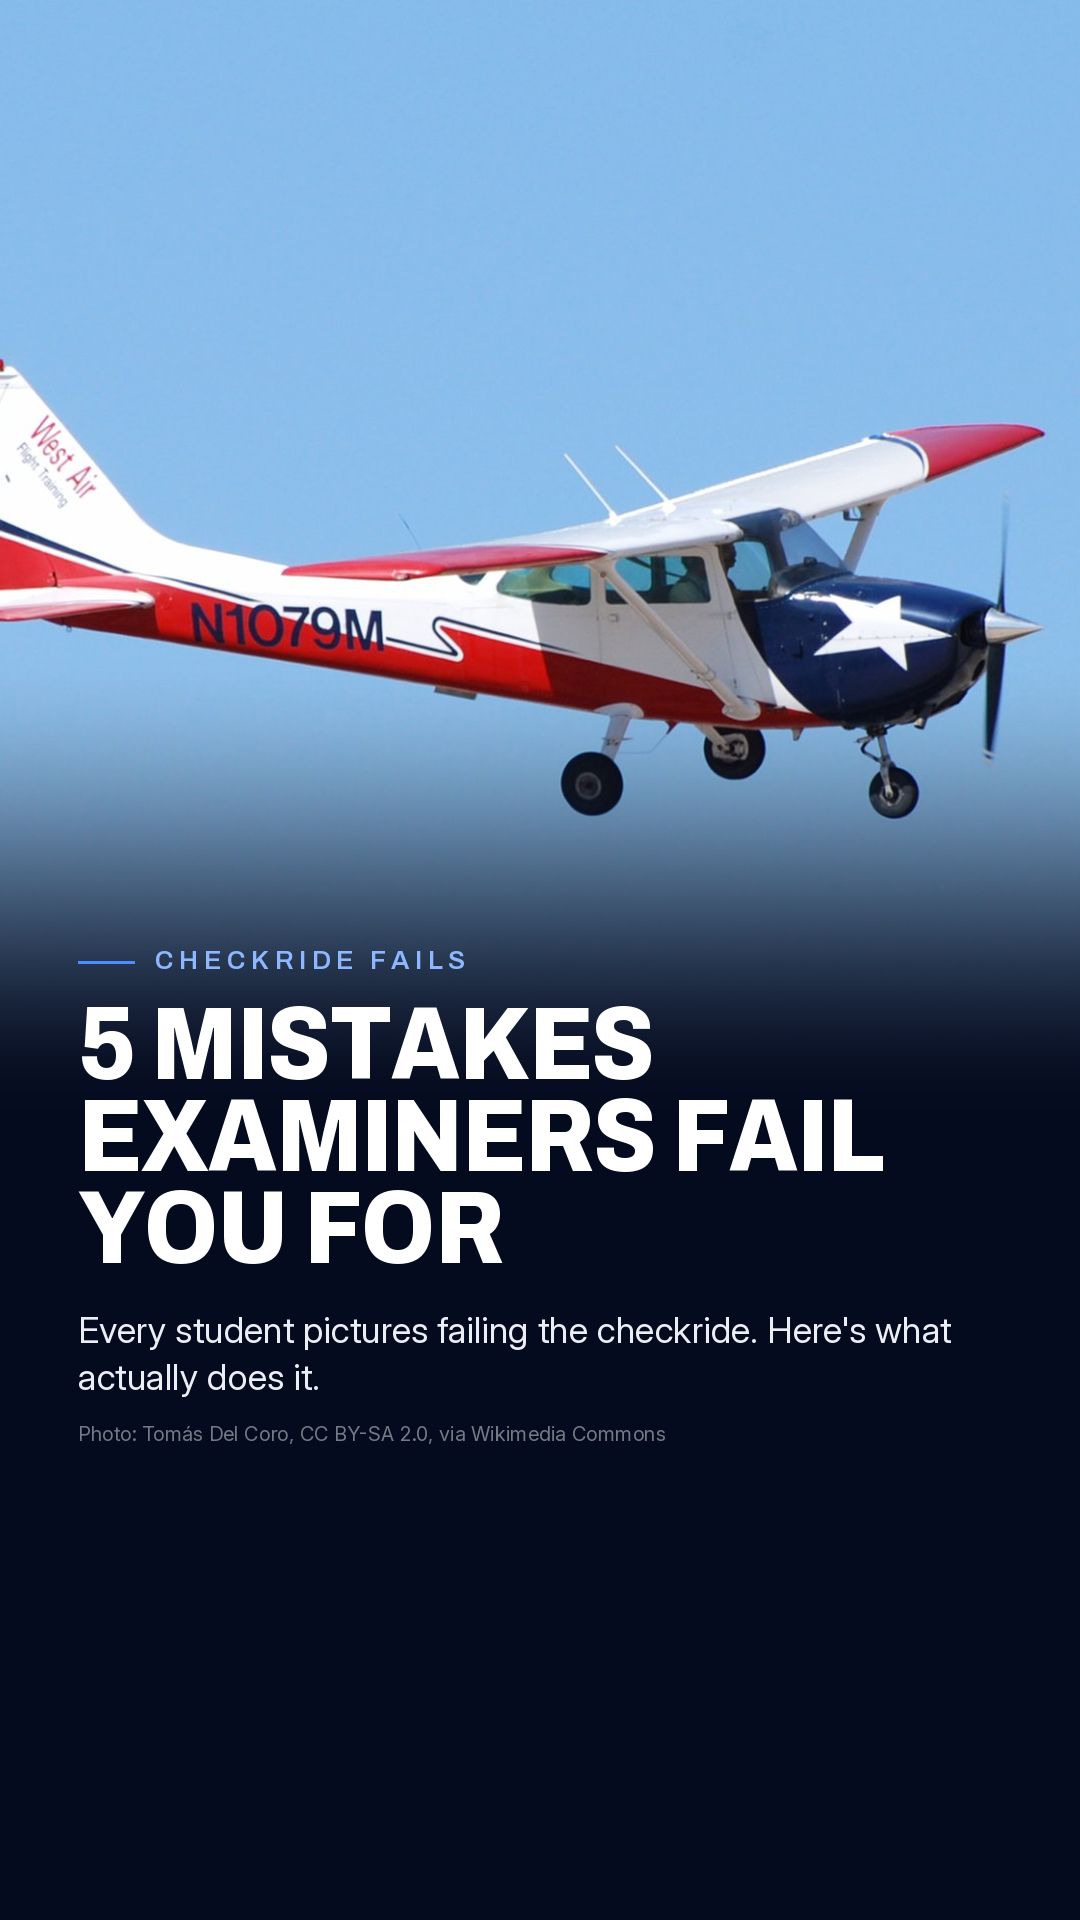 West Air
Flight Training
N1079M
CHECKRIDE FAILS
5 MISTAKES
EXAMINERS FAIL
YOU FOR
Every student pictures failing the checkride. Here's what
actually does it.
Photo: Tomás Del Coro, CC BY-SA 2.0, via Wikimedia Commons